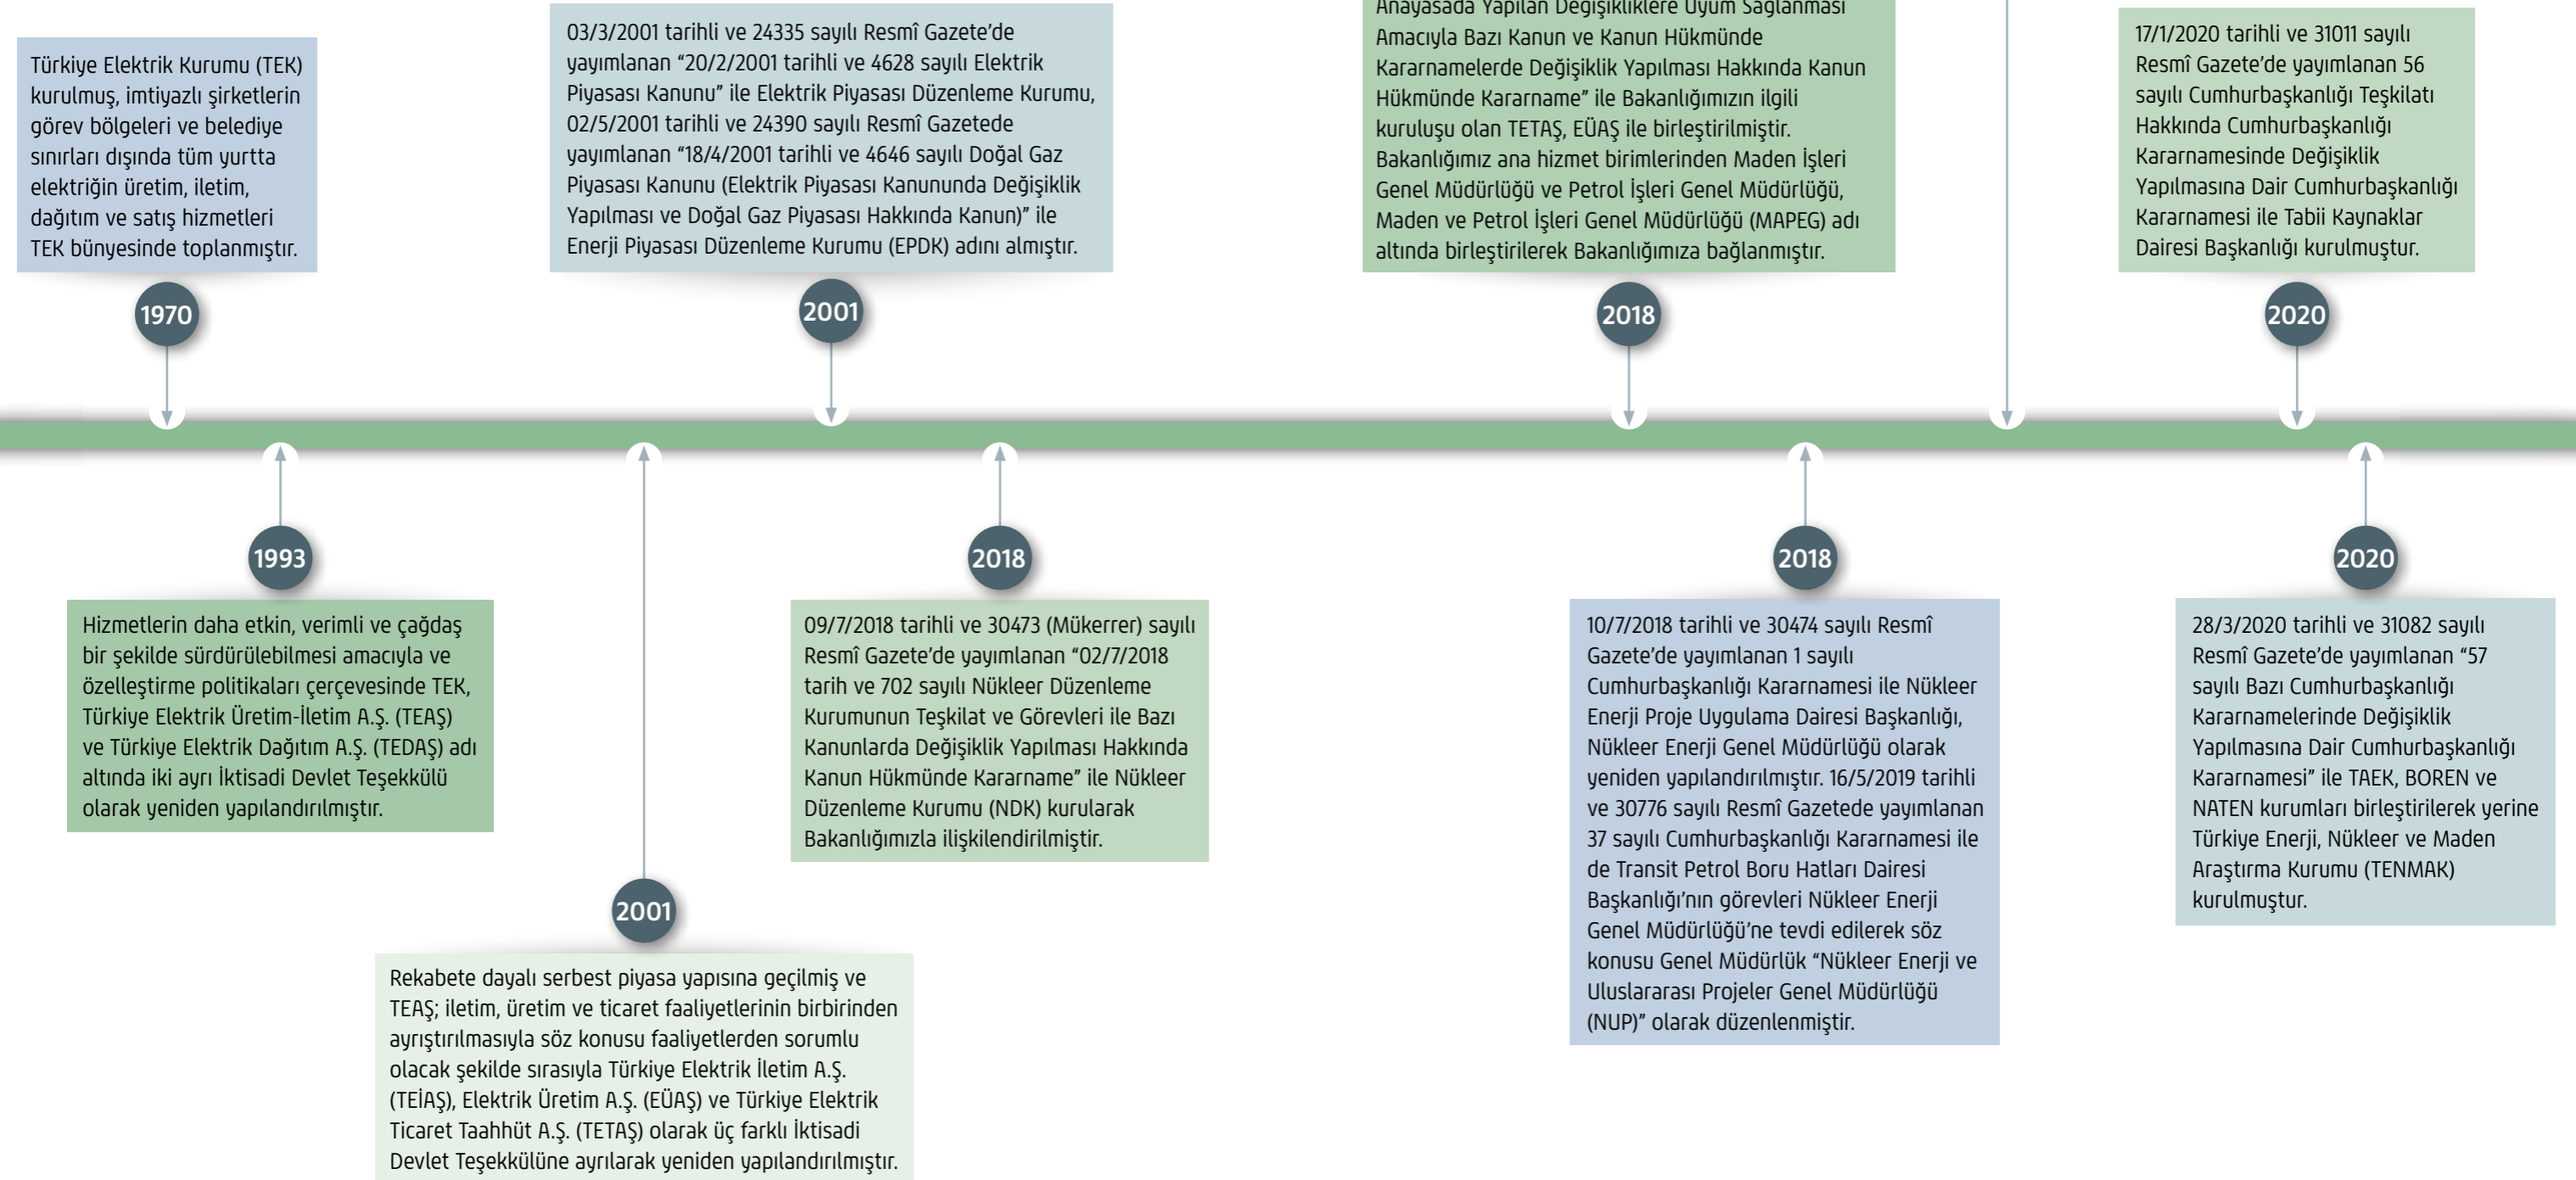 Türkiye Elektrik Kurumu (TEK)
kurulmuş, imtiyazlı şirketlerin
görev bölgeleri ve belediye
sınırları dışında tüm yurtta
elektriğin üretim, iletim,
dağıtım ve satış hizmetleri
TEK bünyesinde toplanmıştır.
1970
03/3/2001 tarihli ve 24335 sayılı Resmî Gazete’de
yayımlanan “20/2/2001 tarihli ve 4628 sayılı Elektrik
Piyasası Kanunu” ile Elektrik Piyasası Düzenleme Kurumu,
02/5/2001 tarihli ve 24390 sayılı Resmî Gazetede
yayımlanan “18/4/2001 tarihli ve 4646 sayılı Doğal Gaz
Piyasası Kanunu (Elektrik Piyasası Kanununda Değişiklik
Yapılması ve Doğal Gaz Piyasası Hakkında Kanun)” ile
Enerji Piyasası Düzenleme Kurumu (EPDK) adını almıştır.
2001
Anayasada Yapılan Değişikliklere Uyum Sağlanması
Amacıyla Bazı Kanun ve Kanun Hükmünde
Kararnamelerde Değişiklik Yapılması Hakkında Kanun
Hükmünde Kararname” ile Bakanlığımızın ilgili
kuruluşu olan TETAŞ, EÜAŞ ile birleştirilmiştir.
Bakanlığımız ana hizmet birimlerinden Maden İşleri
Genel Müdürlüğü ve Petrol İşleri Genel Müdürlüğü,
Maden ve Petrol İşleri Genel Müdürlüğü (MAPEG) adı
altında birleştirilerek Bakanlığımıza bağlanmıştır.
2018
17/1/2020 tarihli ve 31011 sayılı
Resmî Gazete’de yayımlanan 56
sayılı Cumhurbaşkanlığı Teşkilatı
Hakkında Cumhurbaşkanlığı
Kararnamesinde Değişiklik
Yapılmasına Dair Cumhurbaşkanlığı
Kararnamesi ile Tabii Kaynaklar
Dairesi Başkanlığı kurulmuştur.
2020
1993
Hizmetlerin daha etkin, verimli ve çağdaş
bir şekilde sürdürülebilmesi amacıyla ve
özelleştirme politikaları çerçevesinde TEK,
Türkiye Elektrik Üretim-İletim A.Ş. (TEAŞ)
ve Türkiye Elektrik Dağıtım A.Ş. (TEDAŞ) adı
altında iki ayrı İktisadi Devlet Teşekkülü
olarak yeniden yapılandırılmıştır.
2001
Rekabete dayalı serbest piyasa yapısına geçilmiş ve
TEAŞ; iletim, üretim ve ticaret faaliyetlerinin birbirinden
ayrıştırılmasıyla söz konusu faaliyetlerden sorumlu
olacak şekilde sırasıyla Türkiye Elektrik İletim A.Ş.
(TEİAŞ), Elektrik Üretim A.Ş. (EÜAŞ) ve Türkiye Elektrik
Ticaret Taahhüt A.Ş. (TETAŞ) olarak üç farklı İktisadi
Devlet Teşekkülüne ayrılarak yeniden yapılandırılmıştır.
2018
09/7/2018 tarihli ve 30473 (Mükerrer) sayılı
Resmî Gazete’de yayımlanan “02/7/2018
tarih ve 702 sayılı Nükleer Düzenleme
Kurumunun Teşkilat ve Görevleri ile Bazı
Kanunlarda Değişiklik Yapılması Hakkında
Kanun Hükmünde Kararname” ile Nükleer
Düzenleme Kurumu (NDK) kurularak
Bakanlığımızla ilişkilendirilmiştir.
2018
10/7/2018 tarihli ve 30474 sayılı Resmî
Gazete’de yayımlanan 1 sayılı
Cumhurbaşkanlığı Kararnamesi ile Nükleer
Enerji Proje Uygulama Dairesi Başkanlığı,
Nükleer Enerji Genel Müdürlüğü olarak
yeniden yapılandırılmıştır. 16/5/2019 tarihli
ve 30776 sayılı Resmî Gazetede yayımlanan
37 sayılı Cumhurbaşkanlığı Kararnamesi ile
de Transit Petrol Boru Hatları Dairesi
Başkanlığı’nın görevleri Nükleer Enerji
Genel Müdürlüğü’ne tevdi edilerek söz
konusu Genel Müdürlük “Nükleer Enerji ve
Uluslararası Projeler Genel Müdürlüğü
(NUP)” olarak düzenlenmiştir.
2020
28/3/2020 tarihli ve 31082 sayılı
Resmî Gazete’de yayımlanan “57
sayılı Bazı Cumhurbaşkanlığı
Kararnamelerinde Değişiklik
Yapılmasına Dair Cumhurbaşkanlığı
Kararnamesi” ile TAEK, BOREN ve
NATEN kurumları birleştirilerek yerine
Türkiye Enerji, Nükleer ve Maden
Araştırma Kurumu (TENMAK)
kurulmuştur.